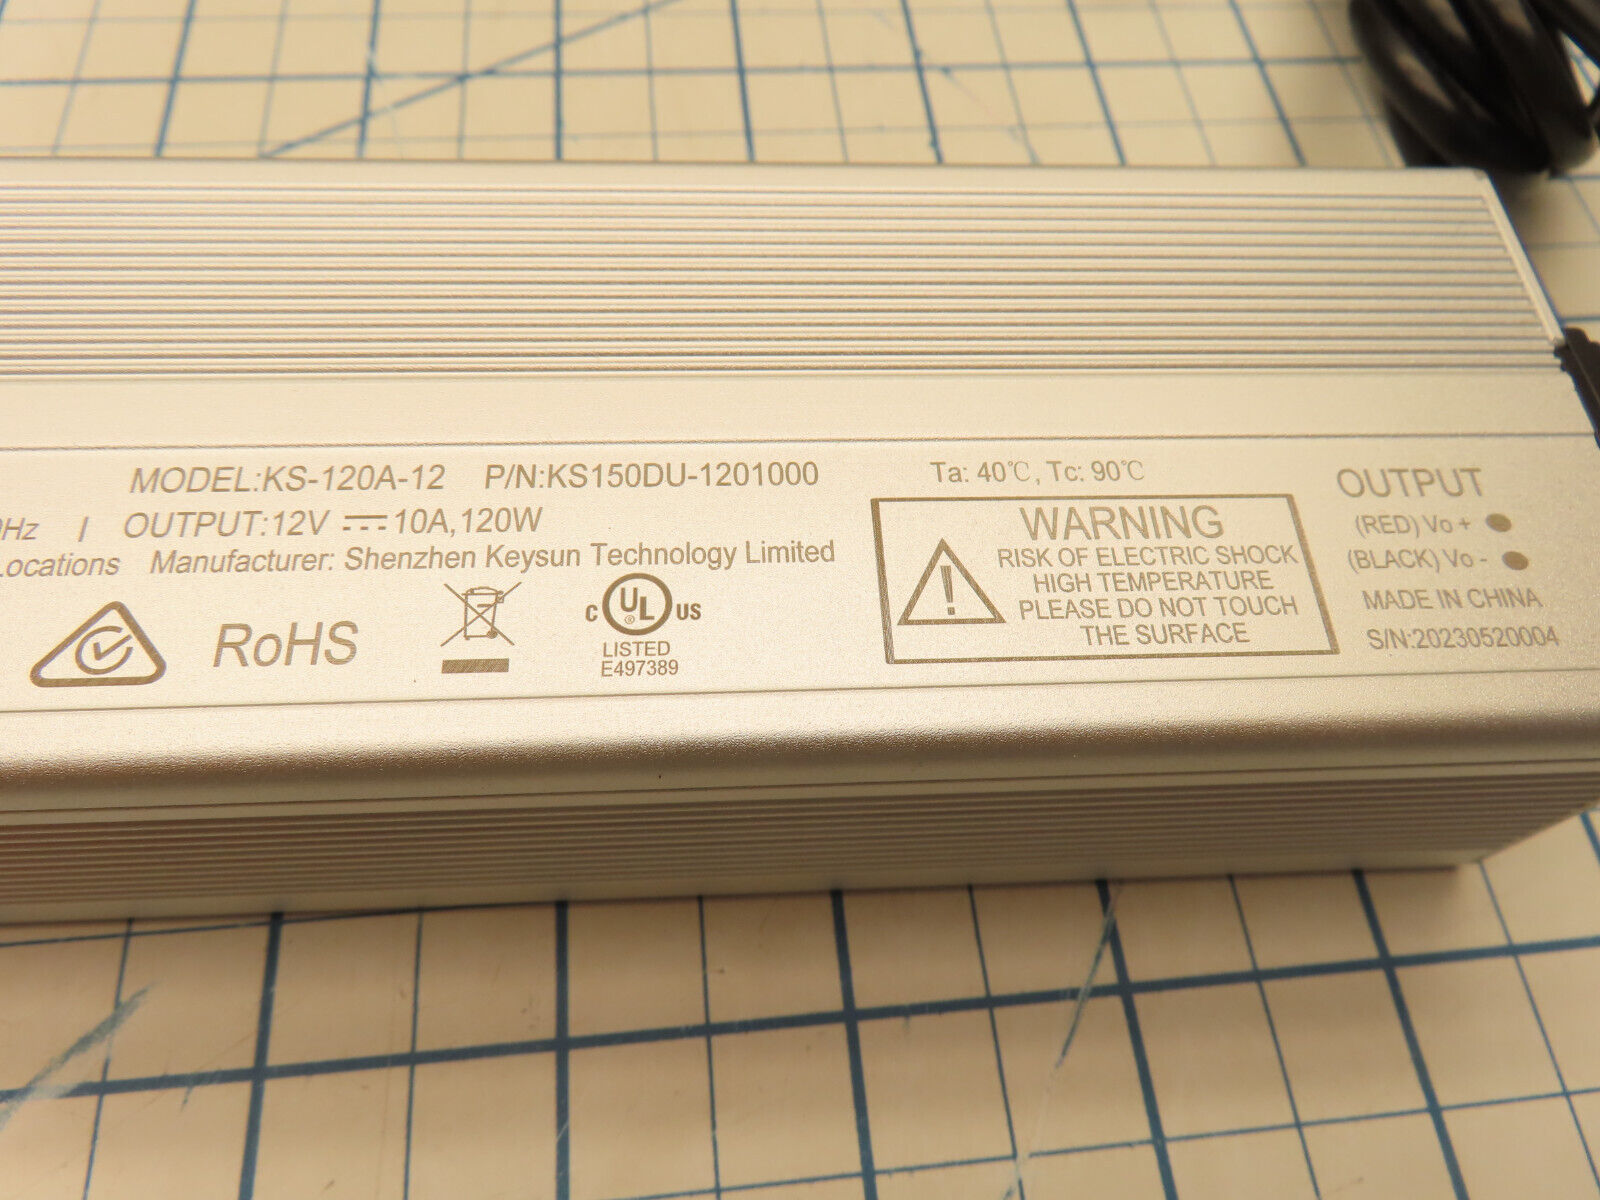 MODEL:KS-120A-12 P/N:KS150DU-1201000
Hz | OUTPUT:12V 10A,120W
Manufacturer: Shenzhen Keysun Technology Limited
RoHS
C UL ® US
LISTED
E497389
Ta: 40℃, Tc: 90℃
WARNING
RISK OF ELECTRIC SHOCK
HIGH TEMPERATURE
PLEASE DO NOT TOUCH
THE SURFACE
OUTPUT
(RED) Vo +
(BLACK) Vo -
MADE IN CHINA
S/N:20230520004